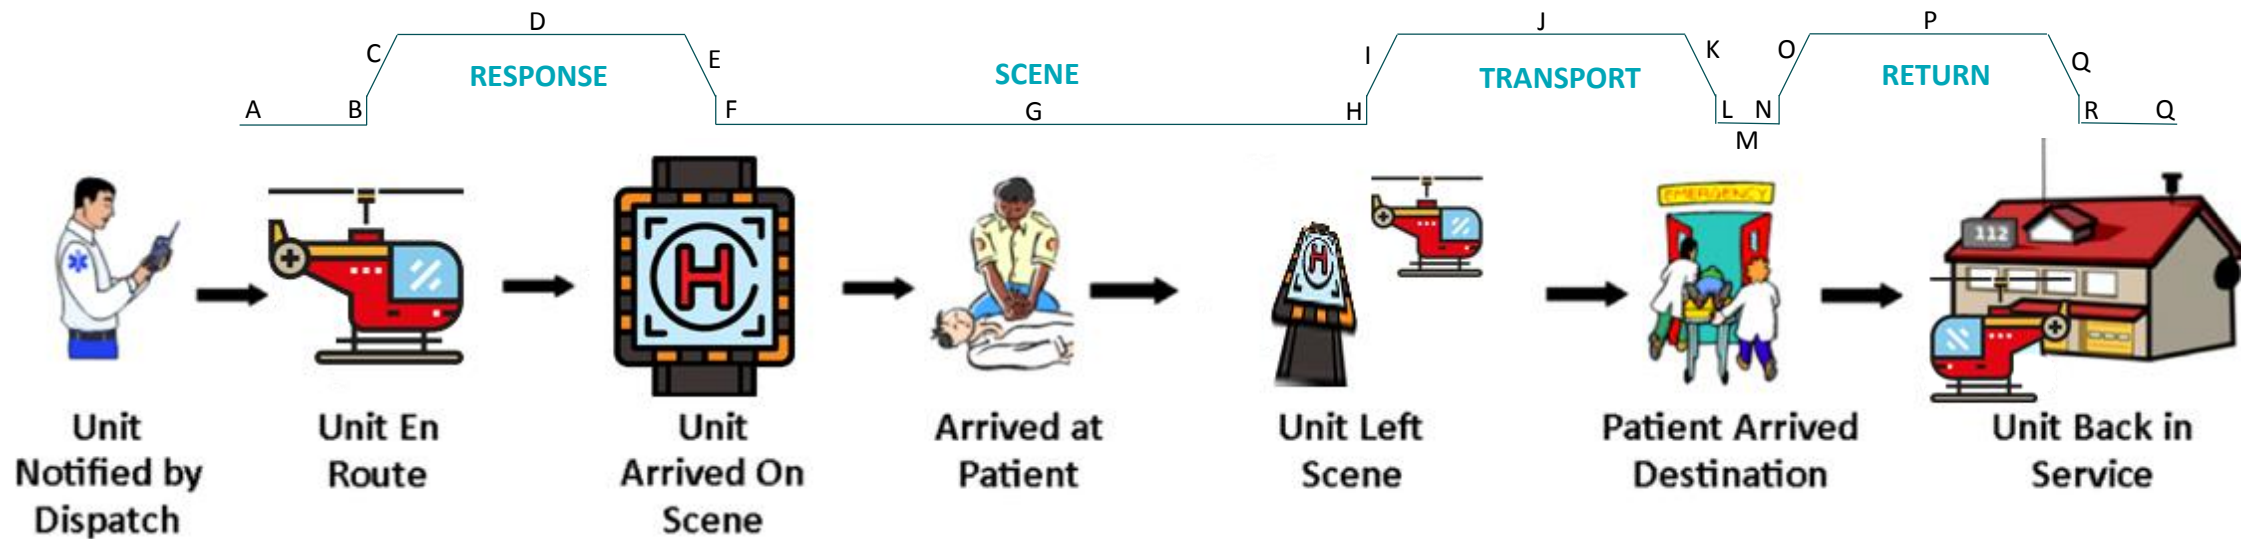 D
J
P
C
E
I
K
O
Q
RESPONSE
SCENE
TRANSPORT
RETURN
A
B
F
G
H
L
N
R
Q
M
EMERGENCY
112
H
H
Unit
Notified by
Dispatch
Unit En
Route
Unit
Arrived On
Scene
Arrived at
Patient
Unit Left
Scene
Patient Arrived
Destination
Unit Back in
Service